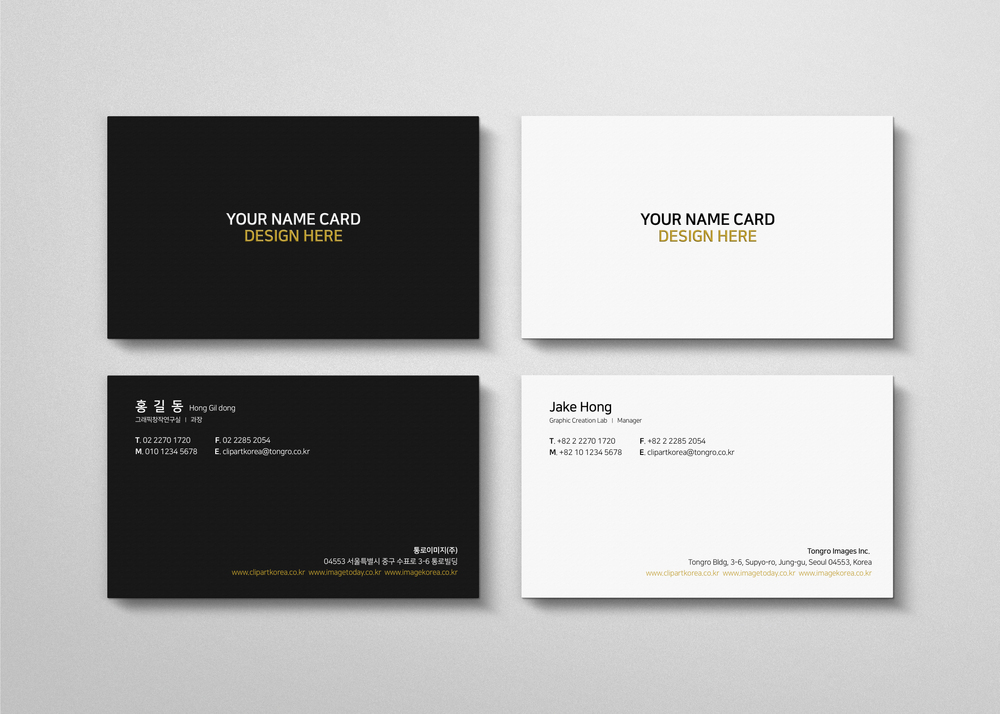 YOUR NAME CARD
DESIGN HERE
YOUR NAME CARD
DESIGN HERE
홍 길 동 Hong Gil dong
그래픽창작연구실 | 과장
T. 02 2270 1720 F. 02 2285 2054
M. 010 1234 5678 E. clipartkorea@tongro.co.kr
통로이미지(주)
04553 서울특별시 중구 수표로 3-6 통로빌딩
www.clipartkorea.co.kr www.imagetoday.co.kr www.imagekorea.co.kr
Jake Hong
Graphic Creation Lab | Manager
T. +82 2 2270 1720 F. +82 2 2285 2054
M. +82 10 1234 5678 E. clipartkorea@tongro.co.kr
Tongro Images Inc.
Tongro Bldg, 3-6, Supyo-ro, Jung-gu, Seoul 04553, Korea
www.clipartkorea.co.kr www.imagetoday.co.kr www.imagekorea.co.kr